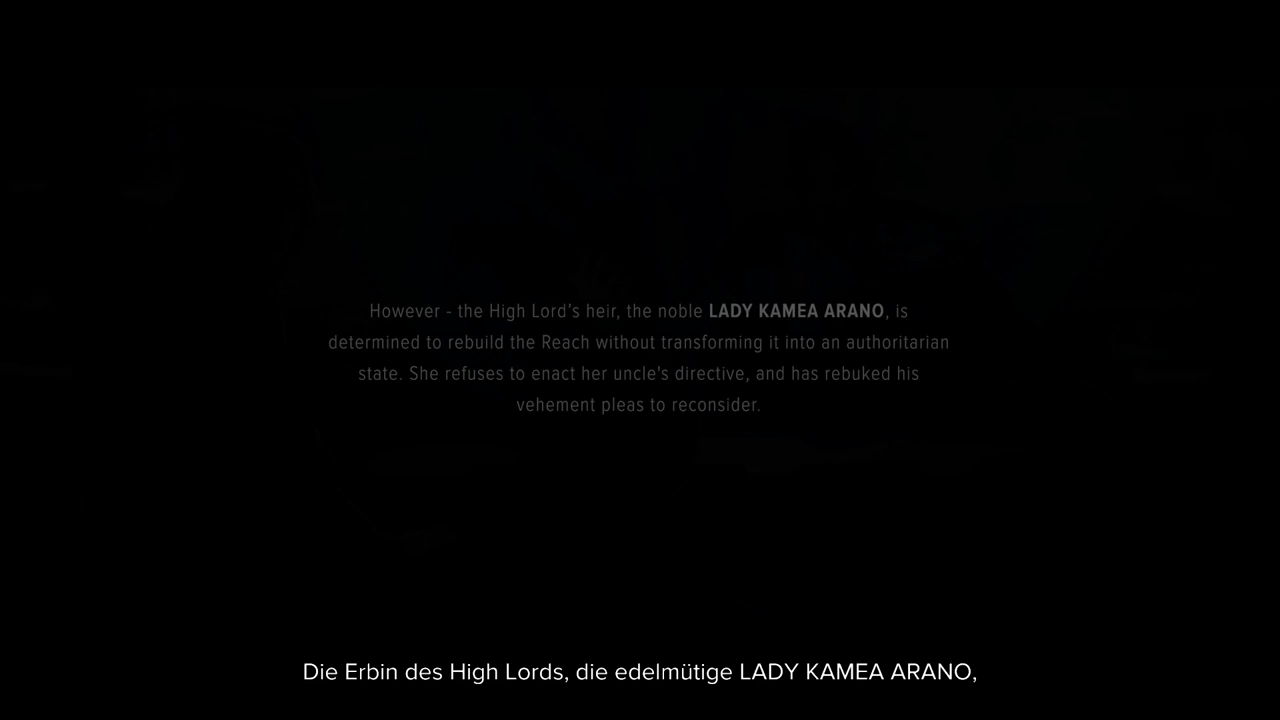 However - the High Lord’s heir, the noble LADY KAMEA ARANO, is
determined to rebuild the Reach without transforming it into an authoritarian
state. She refuses to enact her uncle's directive, and has rebuked his
vehement pleas to reconsider.
Die Erbin des High Lords, die edelmütige LADY KAMEA ARANO,